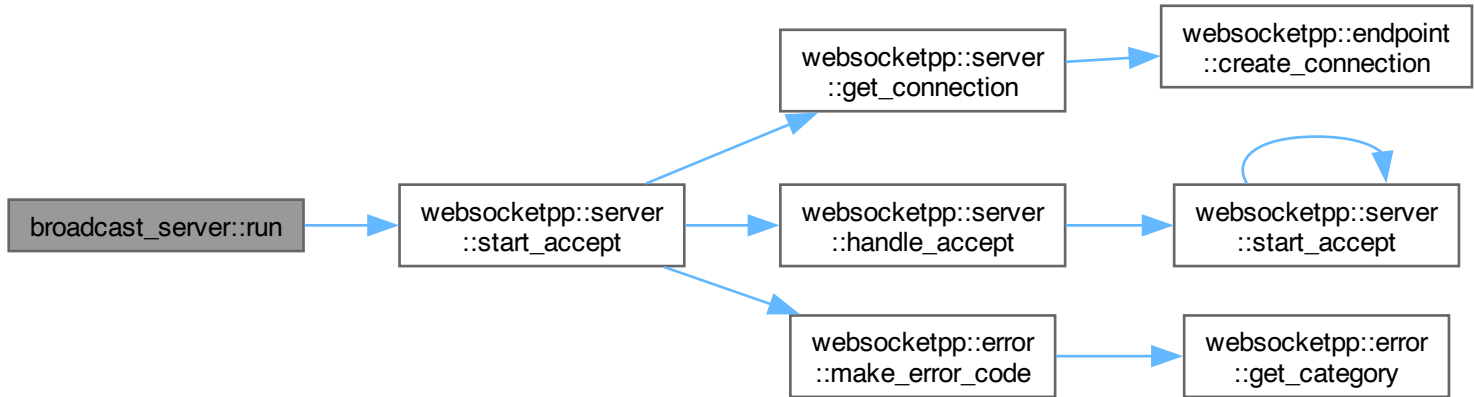 websocketpp::endpoint
::create_connection
websocketpp::server
::get_connection
broadcast_server::run
websocketpp::server
::start_accept
websocketpp::server
::handle_accept
websocketpp::server
::start_accept
websocketpp::error
::make_error_code
websocketpp::error
::get_category